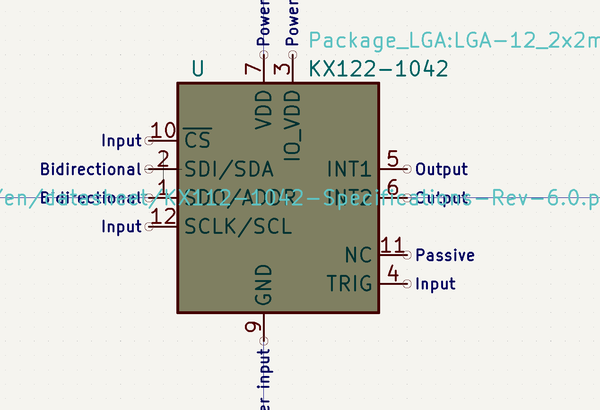 Power
Power
Package_LGA:LGA-12_2x2m
U
7
3
KX122-1042
VDD
IO_VDD
Input
10
CS
Bidirectional
2
SDI/SDA
INT1
5
Output
Bidirectional
1
SDO/ADDR
INT2
6
Output
/en/datasheet/KX122-1042-Specifications-Rev-6.0.p
Input
12
SCLK/SCL
NC
11
Passive
GND
TRIG
4
Input
9
er input